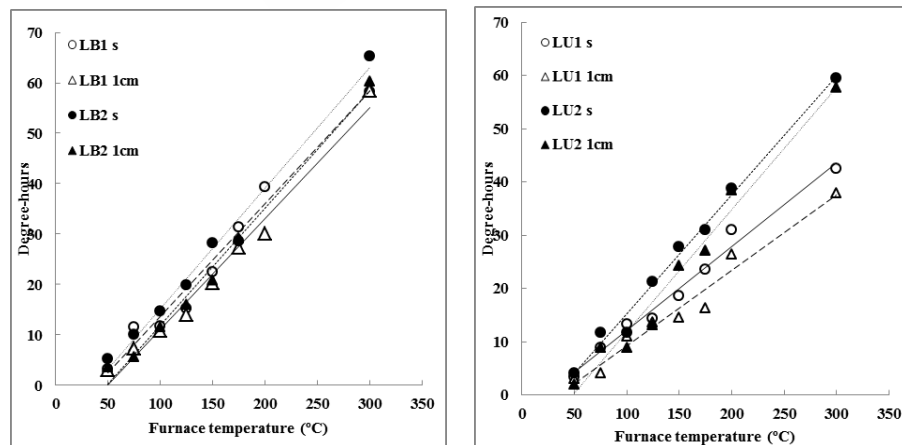 70
60
50
40
30
20
10
0
Degree-hours
LB1 s
LB1 1cm
LB2 s
LB2 1cm
0 50 100 150 200 250 300 350
Furnace temperature (ºC)
70
60
50
40
30
20
10
0
Degree-hours
LU1 s
LU1 1cm
LU2 s
LU2 1cm
0 50 100 150 200 250 300 350
Furnace temperature (ºC)